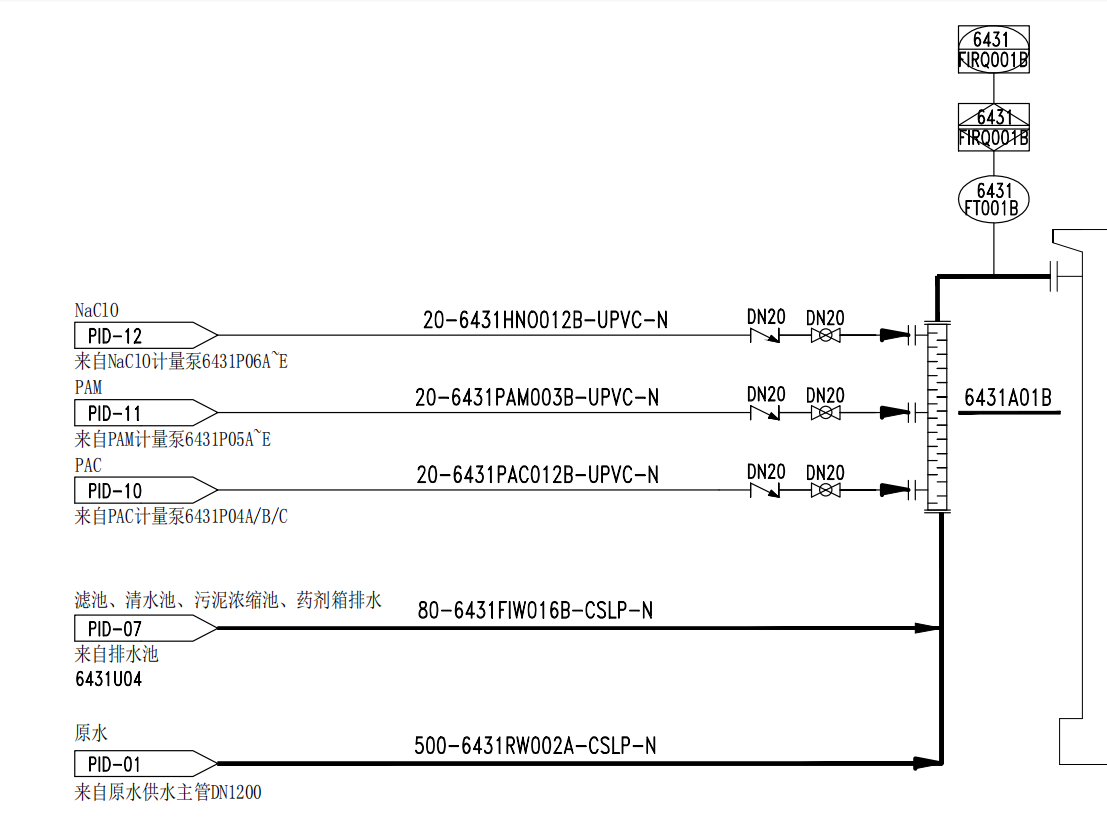 6431
FIRQ001B
6431
FIRQ001B
6431
FT001B
NaClO
PID-12
20-6431HNO012B-UPVC-N
DN20
DN20
来自NaClO计量泵6431P06A~E
PAM
PID-11
20-6431PAM003B-UPVC-N
DN20
DN20
6431A01B
来自PAM计量泵6431P05A~E
PAC
PID-10
20-6431PAC012B-UPVC-N
DN20
DN20
来自PAC计量泵6431P04A/B/C
滤池、清水池、污泥浓缩池、药剂箱排水
PID-07
80-6431FIW016B-CSLP-N
来自排水池
6431U04
原水
PID-01
500-6431RW002A-CSLP-N
来自原水供水主管DN1200